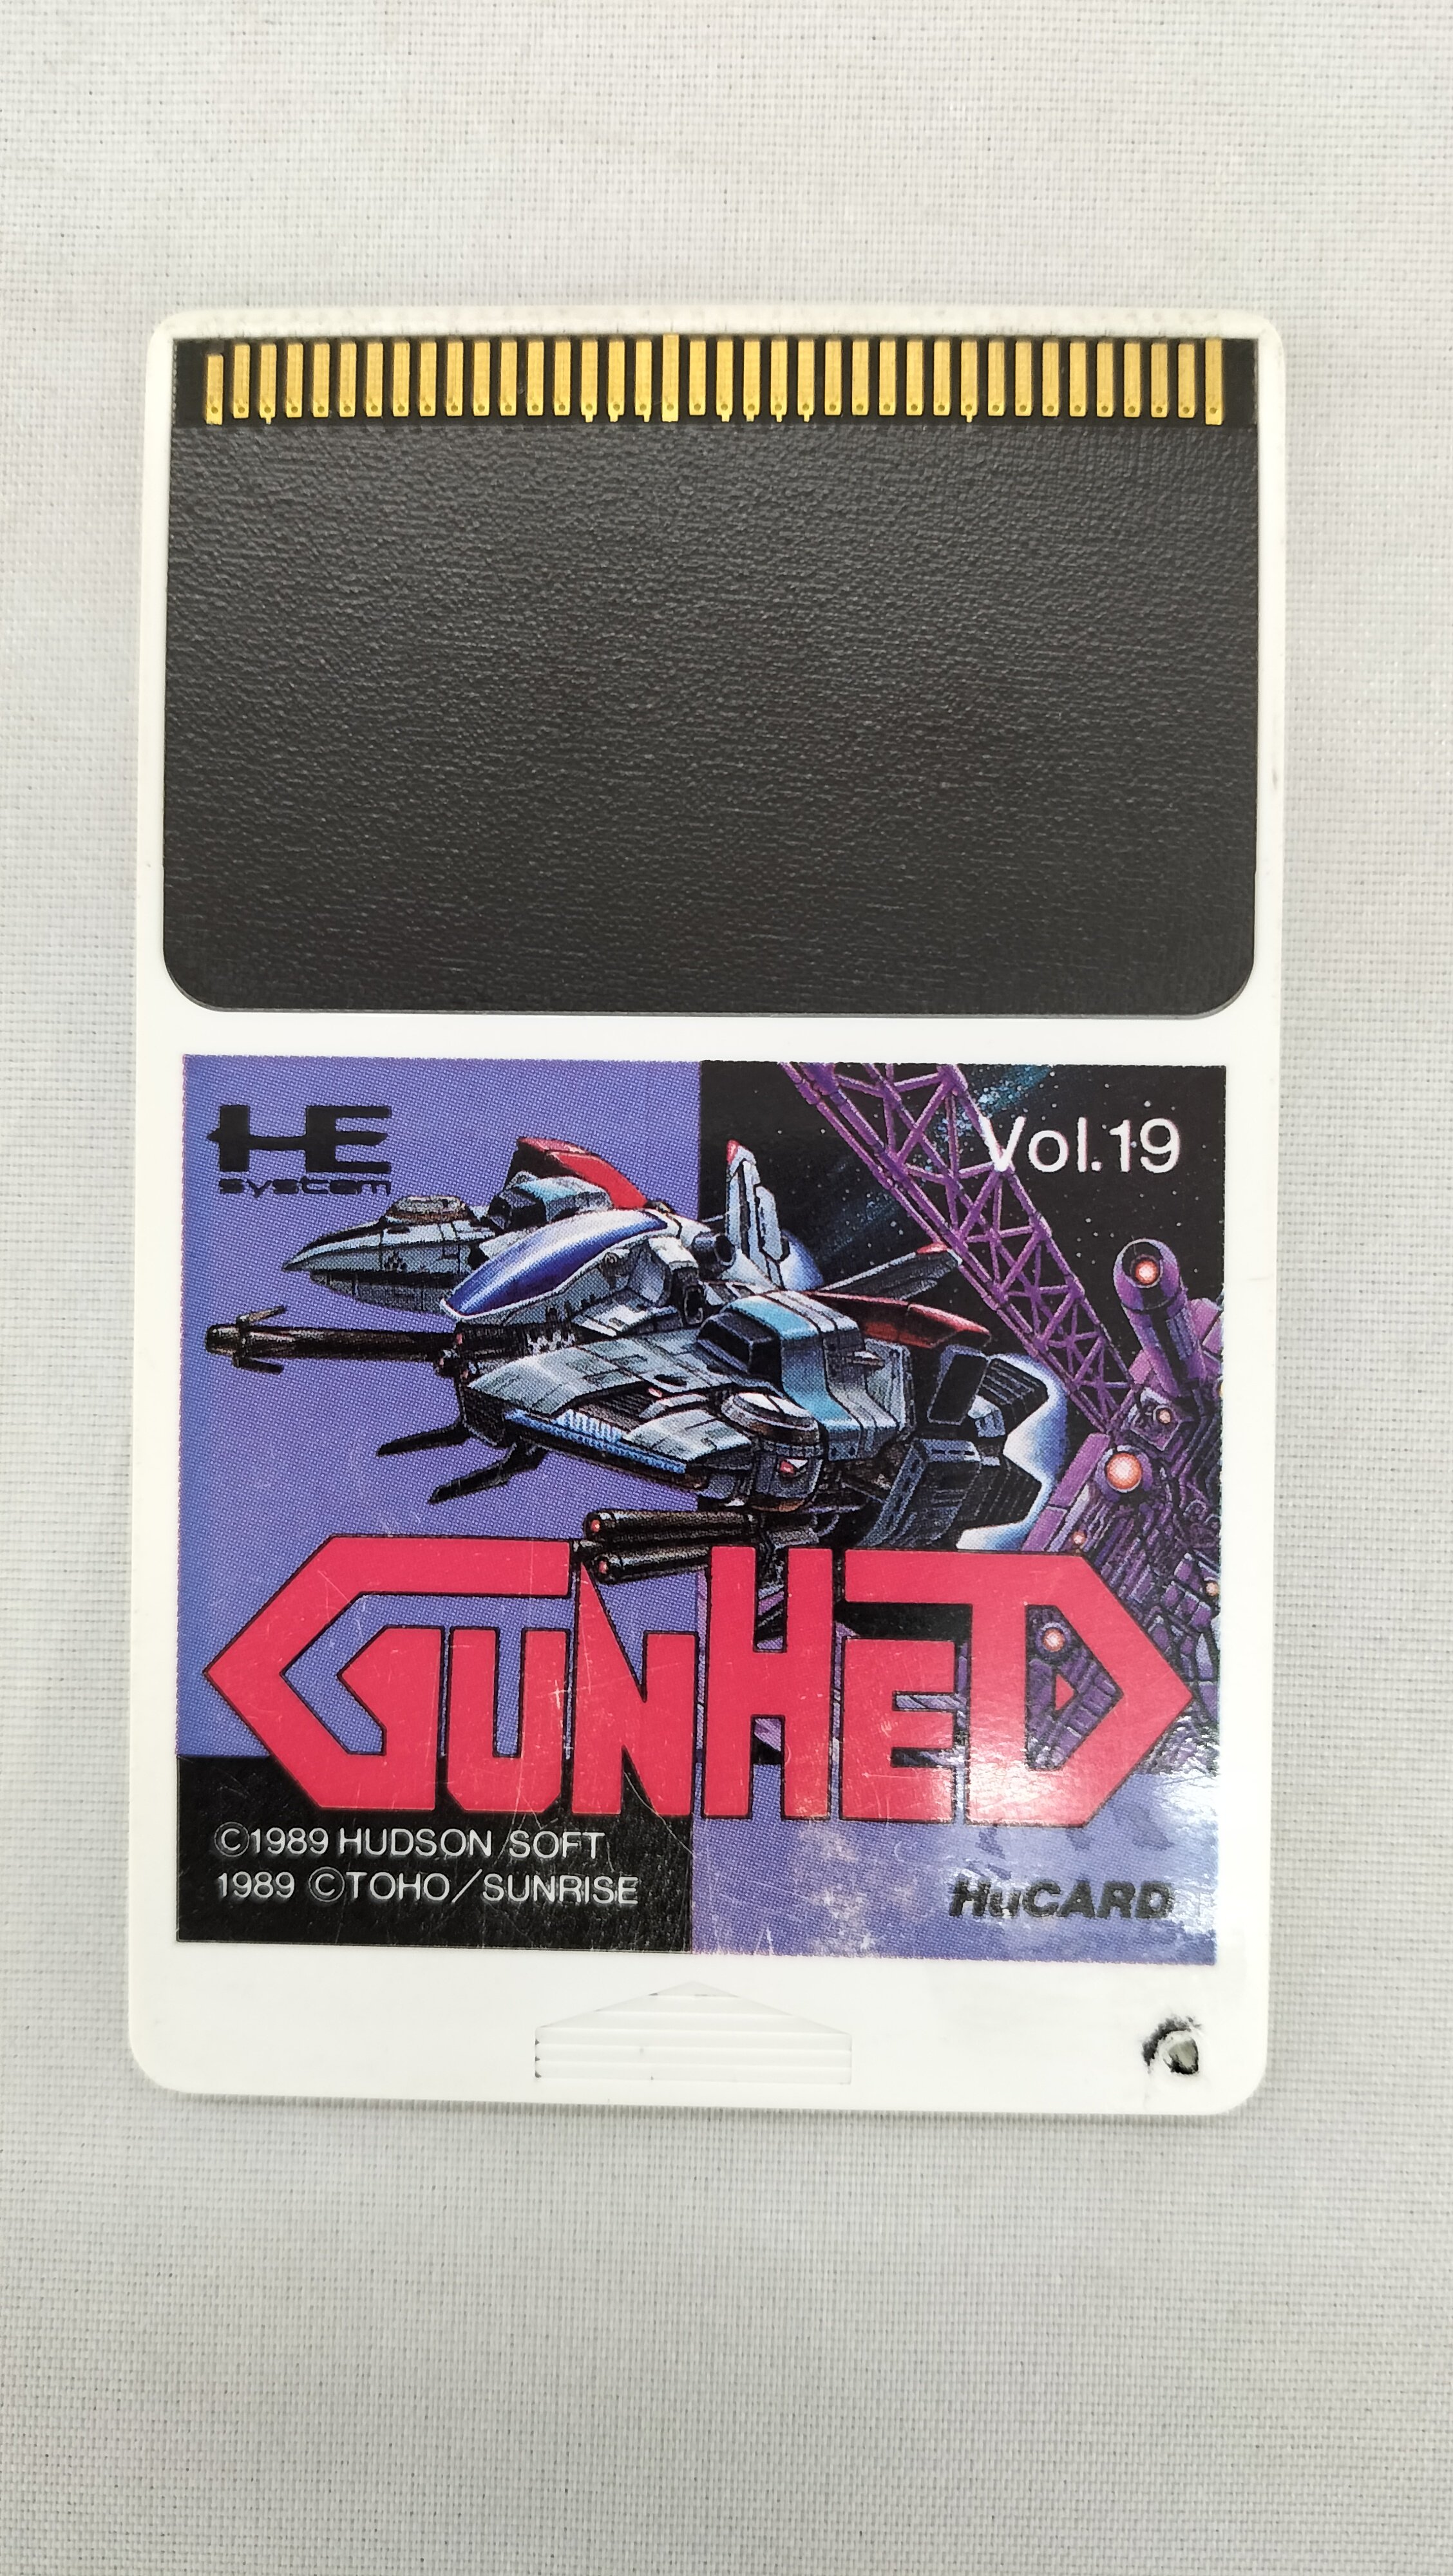 HE
system
Vol.19
GUNHED
©1989 HUDSON SOFT
1989 ©TOHO/SUNRISE
HuCARD